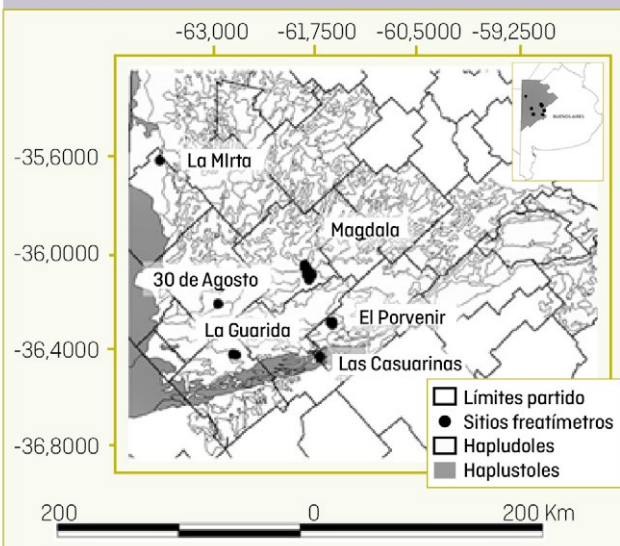 -63,000 -61,7500 -60,5000 -59,2500
BUENOS AIRES
-35,6000
La MIrta
-36,0000
Magdala
30 de Agosto
El Porvenir
La Guarida
-36,4000
Las Casuarinas
Límites partido
Sitios freatímetros
Hapludoles
Haplustoles
-36,8000
200 0 200 Km